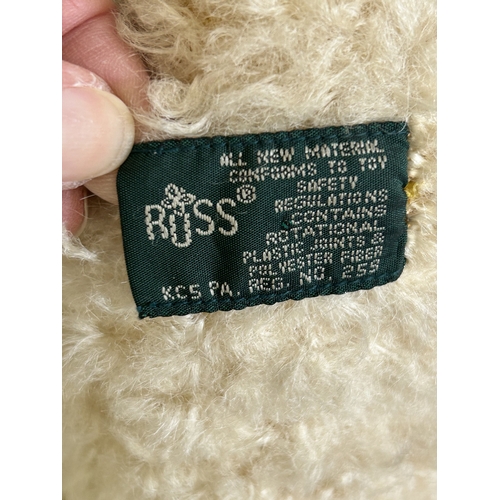 RUSS®
ALL NEW MATERIAL
CONFORMS TO TOY
SAFETY
REGULATIONS
CONTAINS
ROTATIONAL
PLASTIC JOINTS &
POLYESTER FIBER
KCS PA. REG. NO. 255